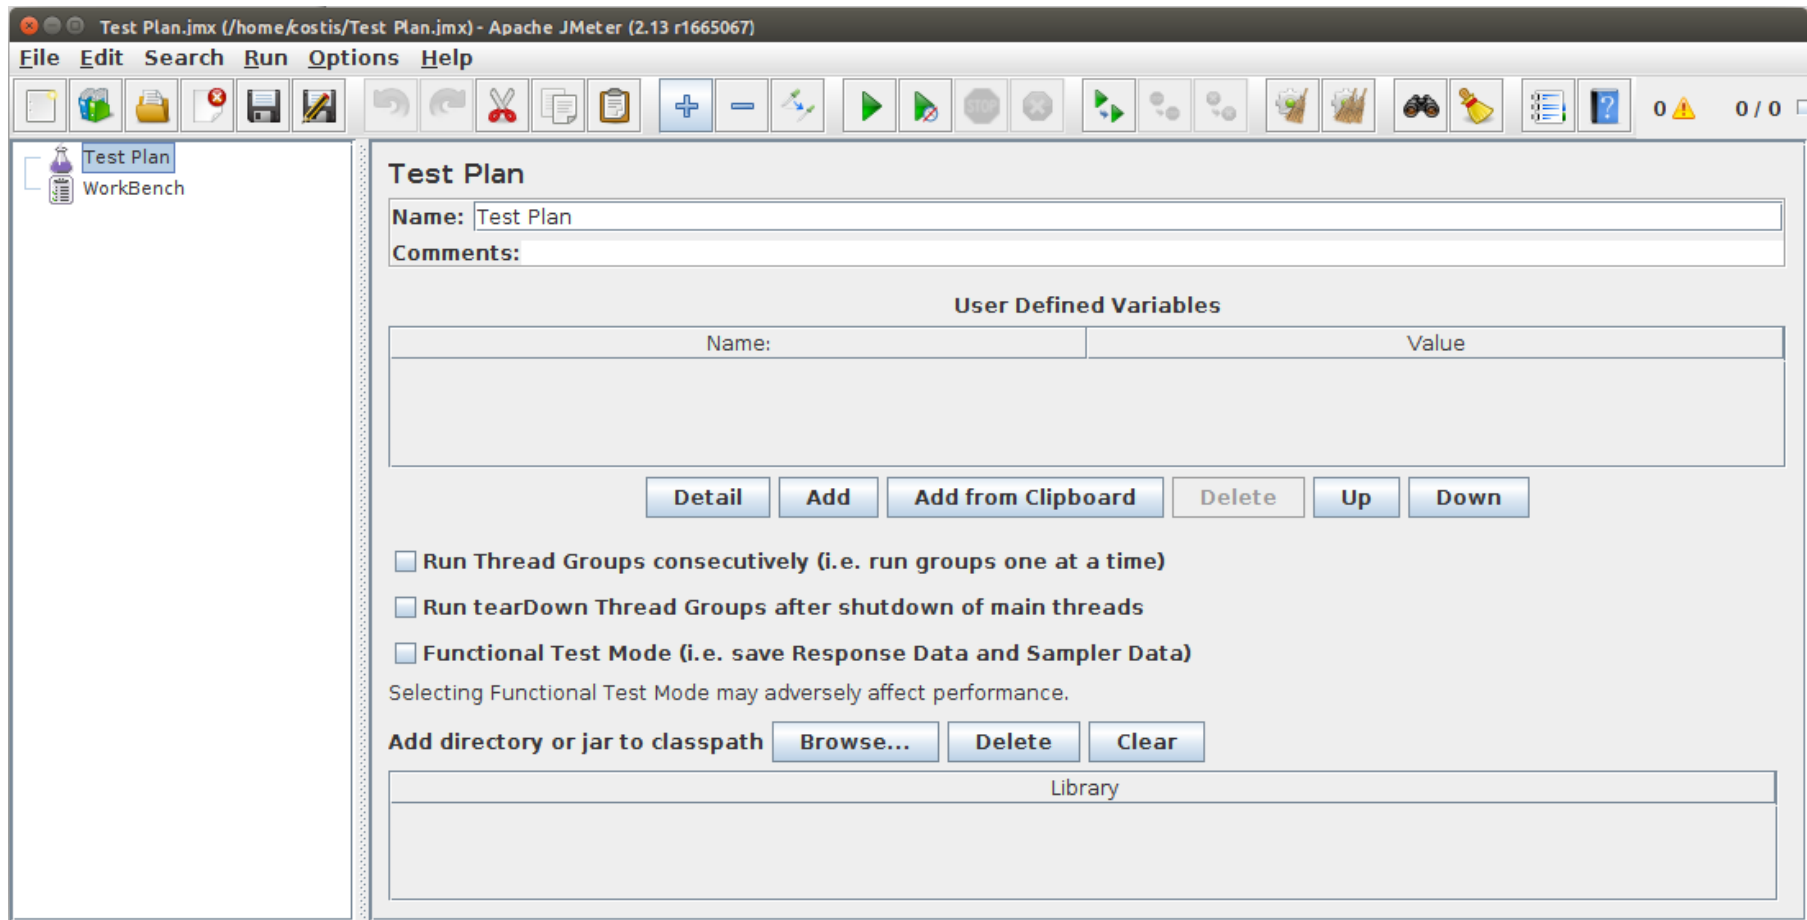 Test Plan.jmx (/home/costis/Test Plan.jmx) - Apache JMeter (2.13 r1665067)
File Edit Search Run Options Help
STOP ? 0 0 / 0
Test Plan
WorkBench
Test Plan
Name: Test Plan
Comments:
User Defined Variables
Name: Value
Detail Add Add from Clipboard Delete Up Down
Run Thread Groups consecutively (i.e. run groups one at a time)
Run tearDown Thread Groups after shutdown of main threads
Functional Test Mode (i.e. save Response Data and Sampler Data)
Selecting Functional Test Mode may adversely affect performance.
Add directory or jar to classpath Browse... Delete Clear
Library